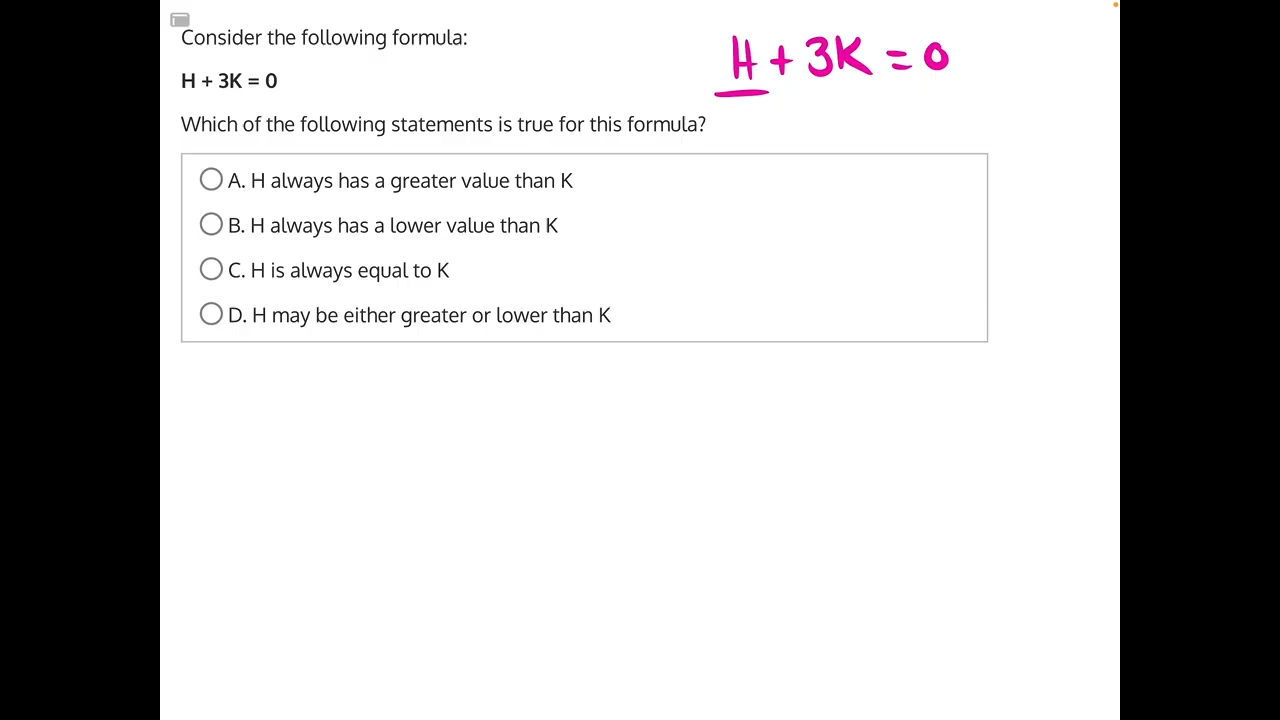 Consider the following formula:
H + 3K = 0
H + 3K = 0
Which of the following statements is true for this formula?
A. H always has a greater value than K
B. H always has a lower value than K
C. H is always equal to K
D. H may be either greater or lower than K